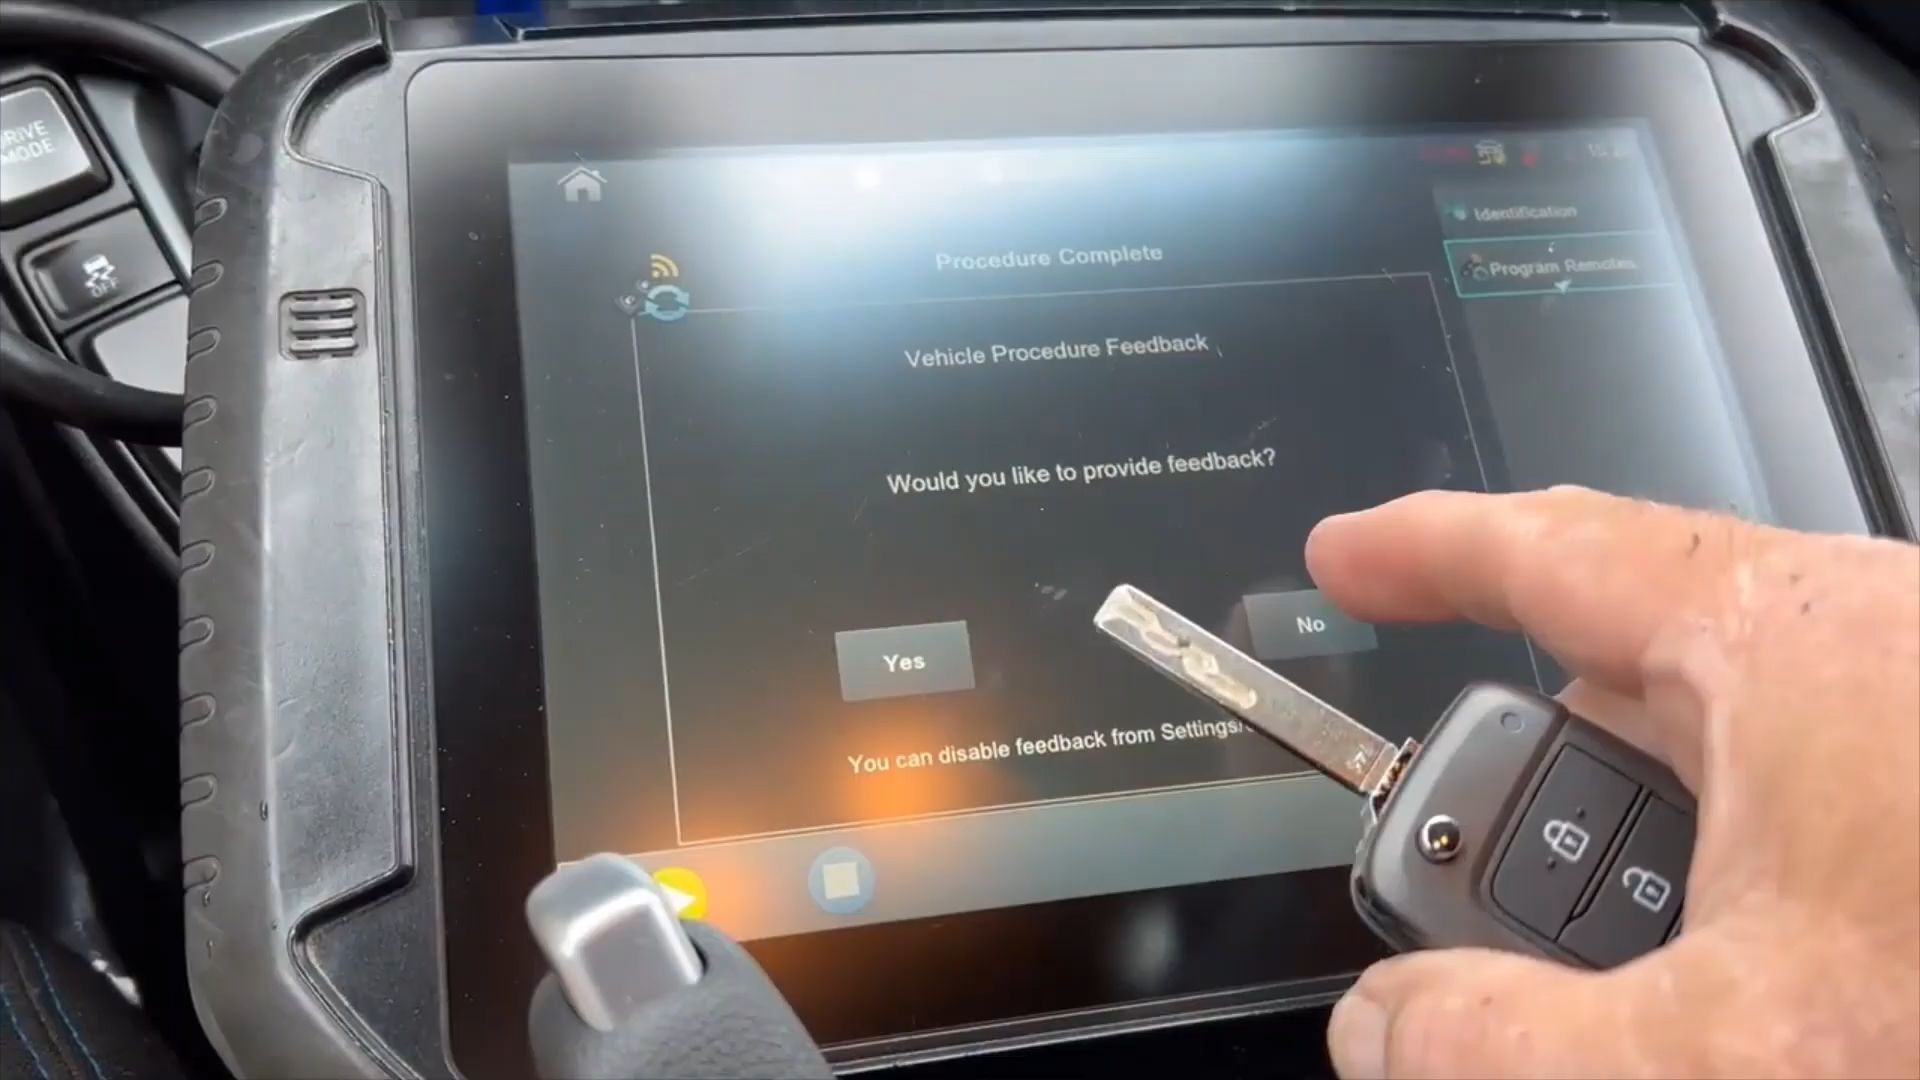 DRIVE
MODE
OFF
Identification
Program Remotes
Procedure Complete
Vehicle Procedure Feedback
Would you like to provide feedback?
Yes
No
You can disable feedback from Settings/